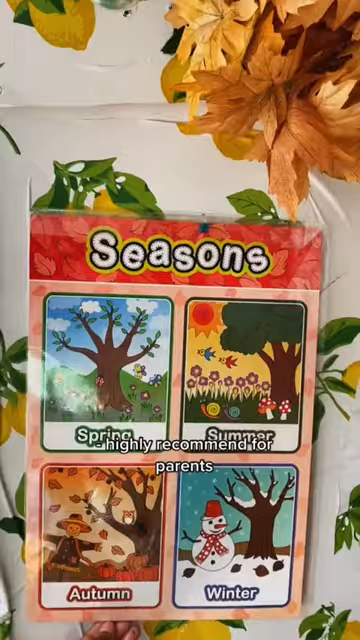 Seasons
Spring
Summer
- highly recommend for
parents
Autumn
Winter